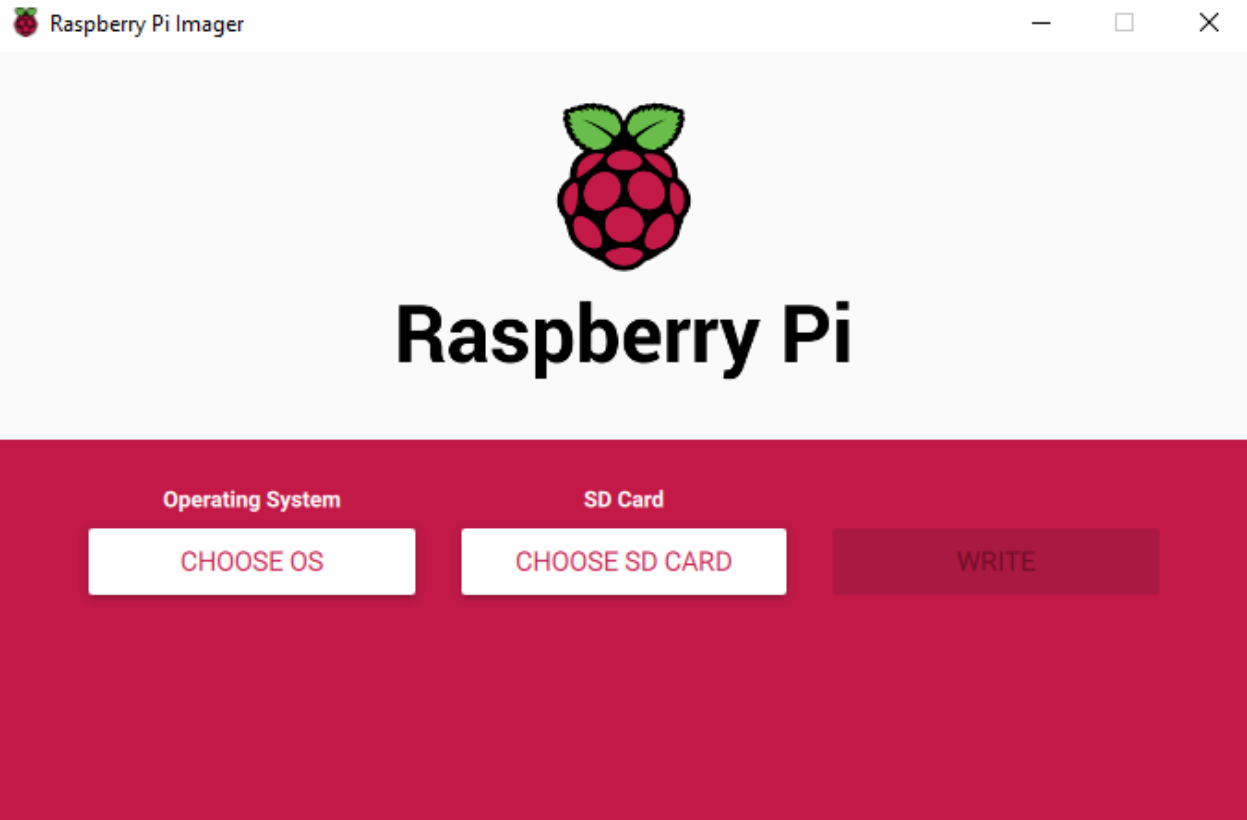 Raspberry Pi Imager
Raspberry Pi
Operating System
SD Card
CHOOSE OS
CHOOSE SD CARD
WRITE